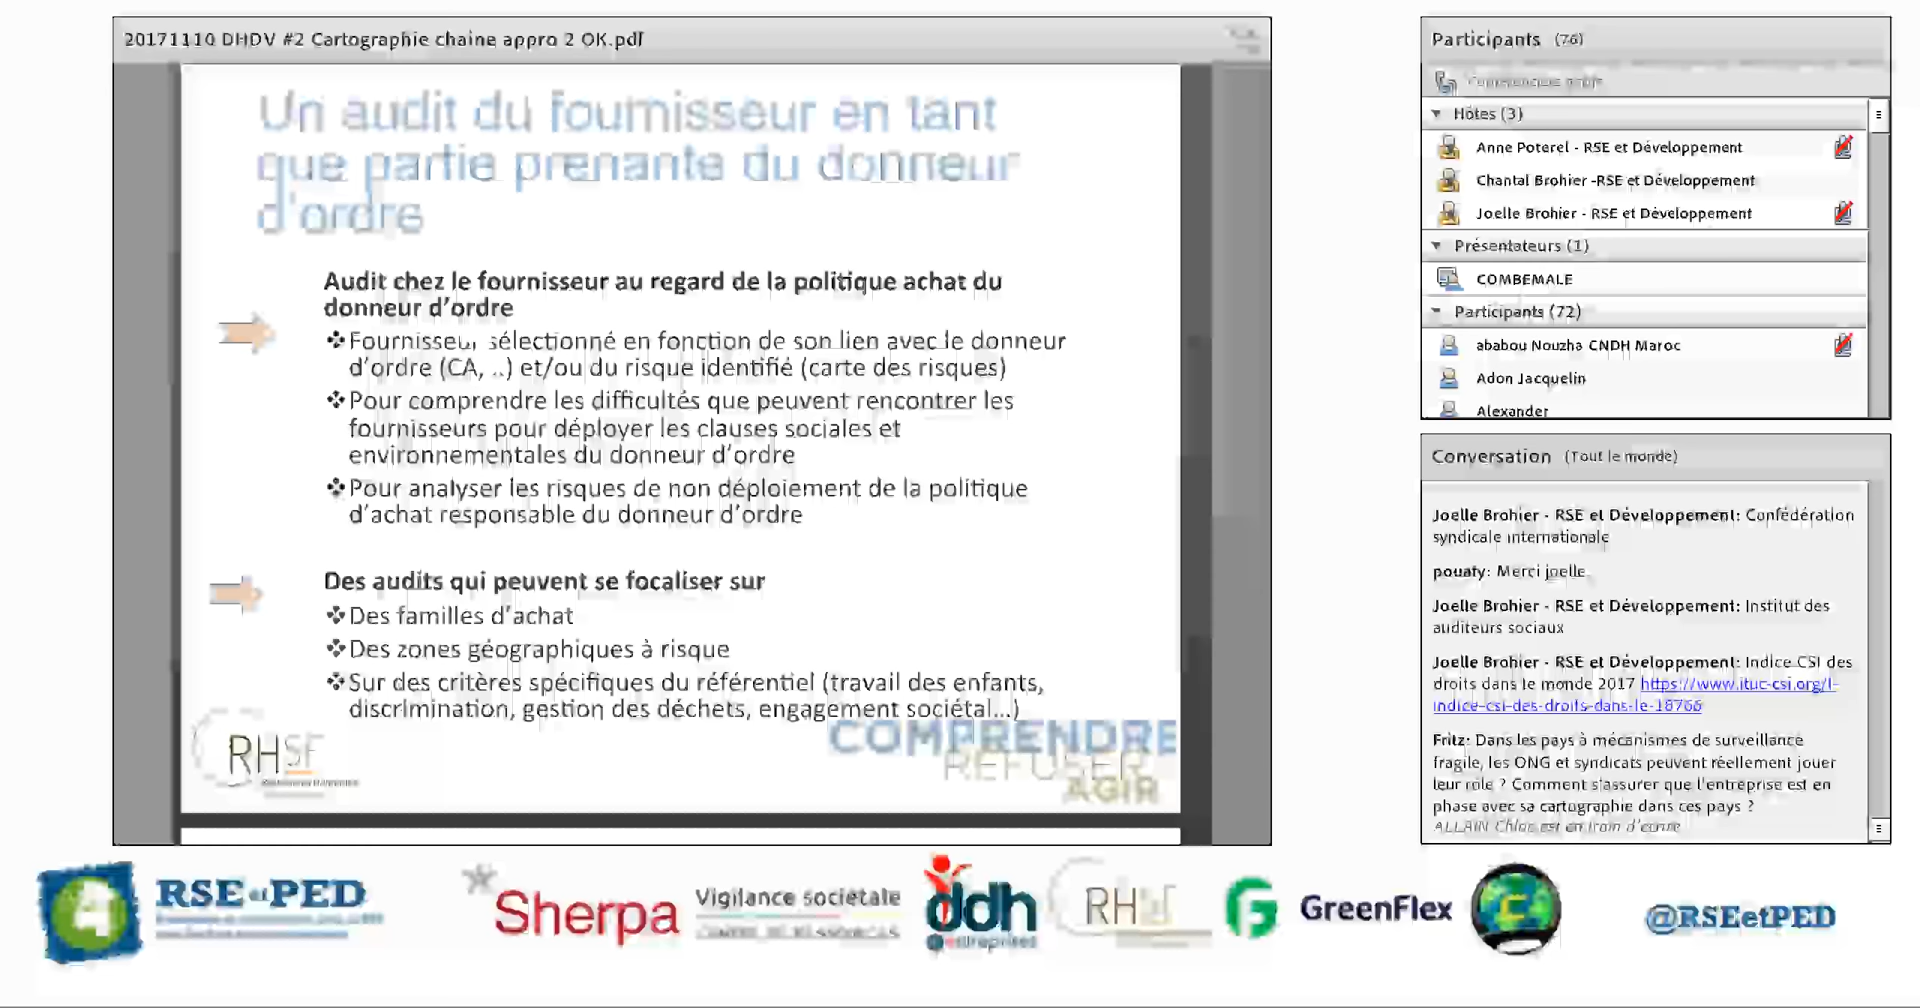 20171110 DHDV #2 Cartographie chaine appro 2 OK.pdf
Un audit du fournisseur en tant
que partie prenante du donneur
d'ordre
Audit chez le fournisseur au regard de la politique achat du
donneur d'ordre
❖Fournisseur sélectionné en fonction de son lien avec le donneur
d'ordre (CA, ..) et/ou du risque identifié (carte des risques)
❖Pour comprendre les difficultés que peuvent rencontrer les
fournisseurs pour déployer les clauses sociales et
environnementales du donneur d'ordre
❖Pour analyser les risques de non déploiement de la politique
d'achat responsable du donneur d'ordre
Des audits qui peuvent se focaliser sur
❖Des familles d'achat
❖Des zones géographiques à risque
❖Sur des critères spécifiques du référentiel (travail des enfants,
discrimination, gestion des déchets, engagement sociétal...)
RHSF
COMPRENDRE
REFUSER
AGIR
Participants (76)
Hôtes (3)
Anne Poterel - RSE et Développement
Chantal Brohier -RSE et Développement
Joelle Brohier - RSE et Développement
Présentateurs (1)
COMBEMALE
Participants (72)
ababou Nouzha CNDH Maroc
Adon Jacquelin
Alexander
Conversation (Tout le monde)
Joelle Brohier - RSE et Développement: Confédération
syndicale internationale
pouaty: Merci joelle
Joelle Brohier - RSE et Développement: Institut des
auditeurs sociaux
Joelle Brohier - RSE et Développement: Indice CSI des
droits dans le monde 2017 https://www.ituc-csi.org/l-
indice-csi-des-droits-dans-le-18766
Fritz: Dans les pays à mécanismes de surveillance
fragile, les ONG et syndicats peuvent réellement jouer
leur rôle ? Comment s'assurer que l'entreprise est en
phase avec sa cartographie dans ces pays ?
ALLAIN Chloé est en train d'écrire
RSE et PED
Sherpa
Vigilance sociétale
CENTRE DE RESSOURCES
ddh
entreprises
RHSF
GreenFlex
@RSEetPED